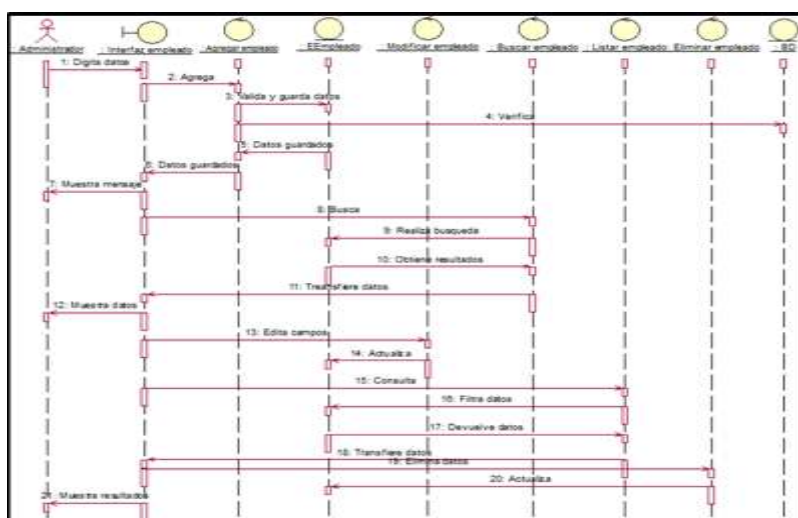 : Administrador
: Interfaz empleado
: Agregar empleado
: EEmpleado
: Modificar empleado
: Buscar empleado
: Listar empleado
Eliminar empleado
: BD
1: Digita datos
2: Agrega
3: Valida y guarda datos
4: Verifica
5: Datos guardados
6: Datos guardados
7: Muestra mensaje
8: Busca
9: Realiza busqueda
10: Obtiene resultados
11: Treansfiere datos
12: Muestra datos
13: Edita campos
14: Actualiza
15: Consulta
16: Filtra datos
17: Devuelve datos
18: Transfiere datos
19: Elimina datos
20: Actualiza
21: Muestra resultados